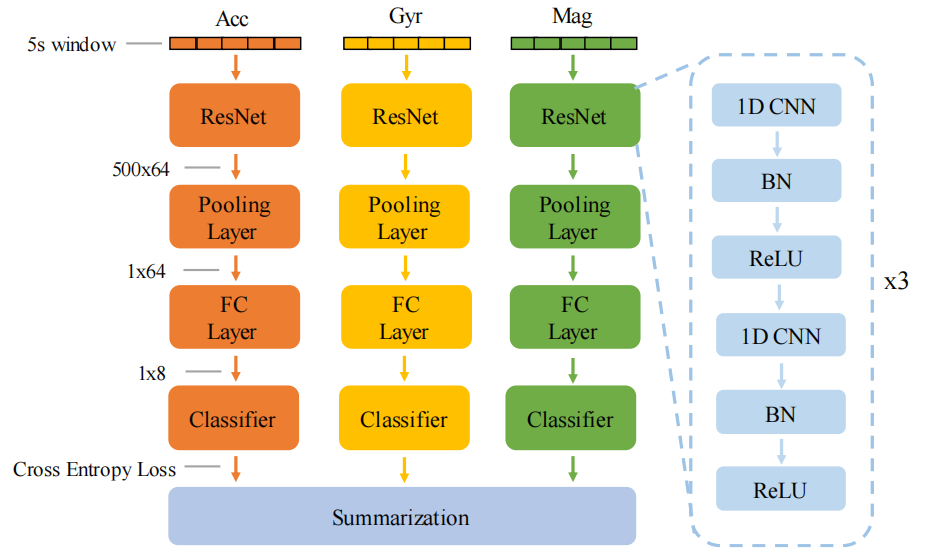 Acc
Gyr
Mag
5s window
ResNet
ResNet
ResNet
500x64
Pooling
Layer
Pooling
Layer
Pooling
Layer
1x64
FC
Layer
FC
Layer
FC
Layer
1x8
Classifier
Classifier
Classifier
Cross Entropy Loss
Summarization
1D CNN
BN
ReLU
1D CNN
BN
ReLU
x3